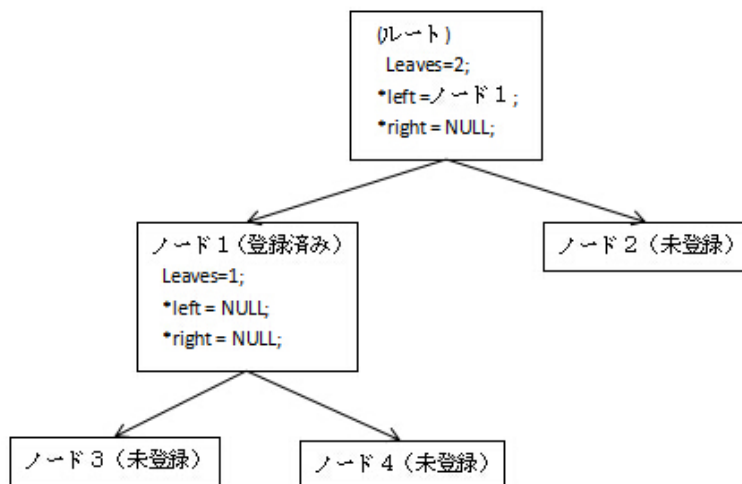 (ルート)
Leaves=2;
*left=ノード1;
*right = NULL;
ノード1(登録済み)
Leaves=1;
*left = NULL;
*right = NULL;
ノード2(未登録)
ノード3(未登録)
ノード4(未登録)